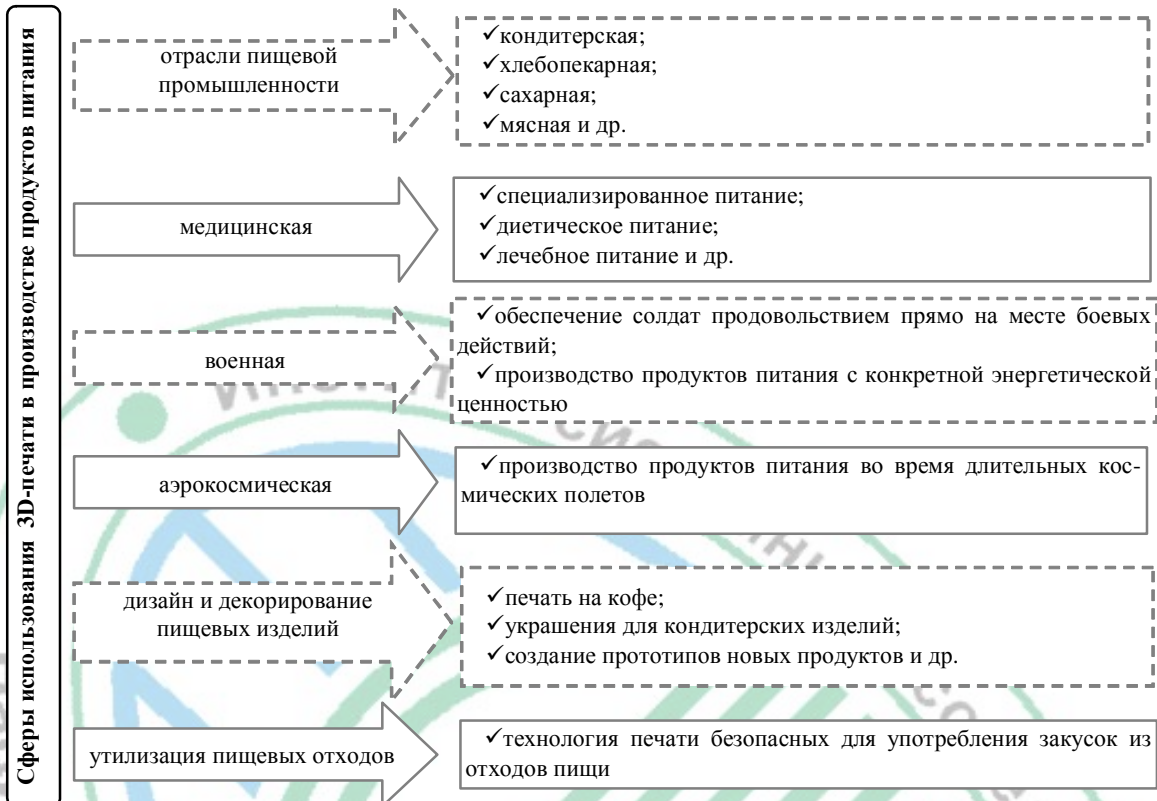 Сферы использования 3D-печати в производстве продуктов питания
отрасли пищевой
промышленности
✓кондитерская;
✓хлебопекарная;
✓сахарная;
✓мясная и др.
медицинская
✓специализированное питание;
✓диетическое питание;
✓лечебное питание и др.
военная
✓обеспечение солдат продовольствием прямо на месте боевых
действий;
✓производство продуктов питания с конкретной энергетической
ценностью
аэрокосмическая
✓производство продуктов питания во время длительных кос-
мических полетов
дизайн и декорирование
пищевых изделий
✓печать на кофе;
✓украшения для кондитерских изделий;
✓создание прототипов новых продуктов и др.
утилизация пищевых отходов
✓технология печати безопасных для употребления закусок из
отходов пищи